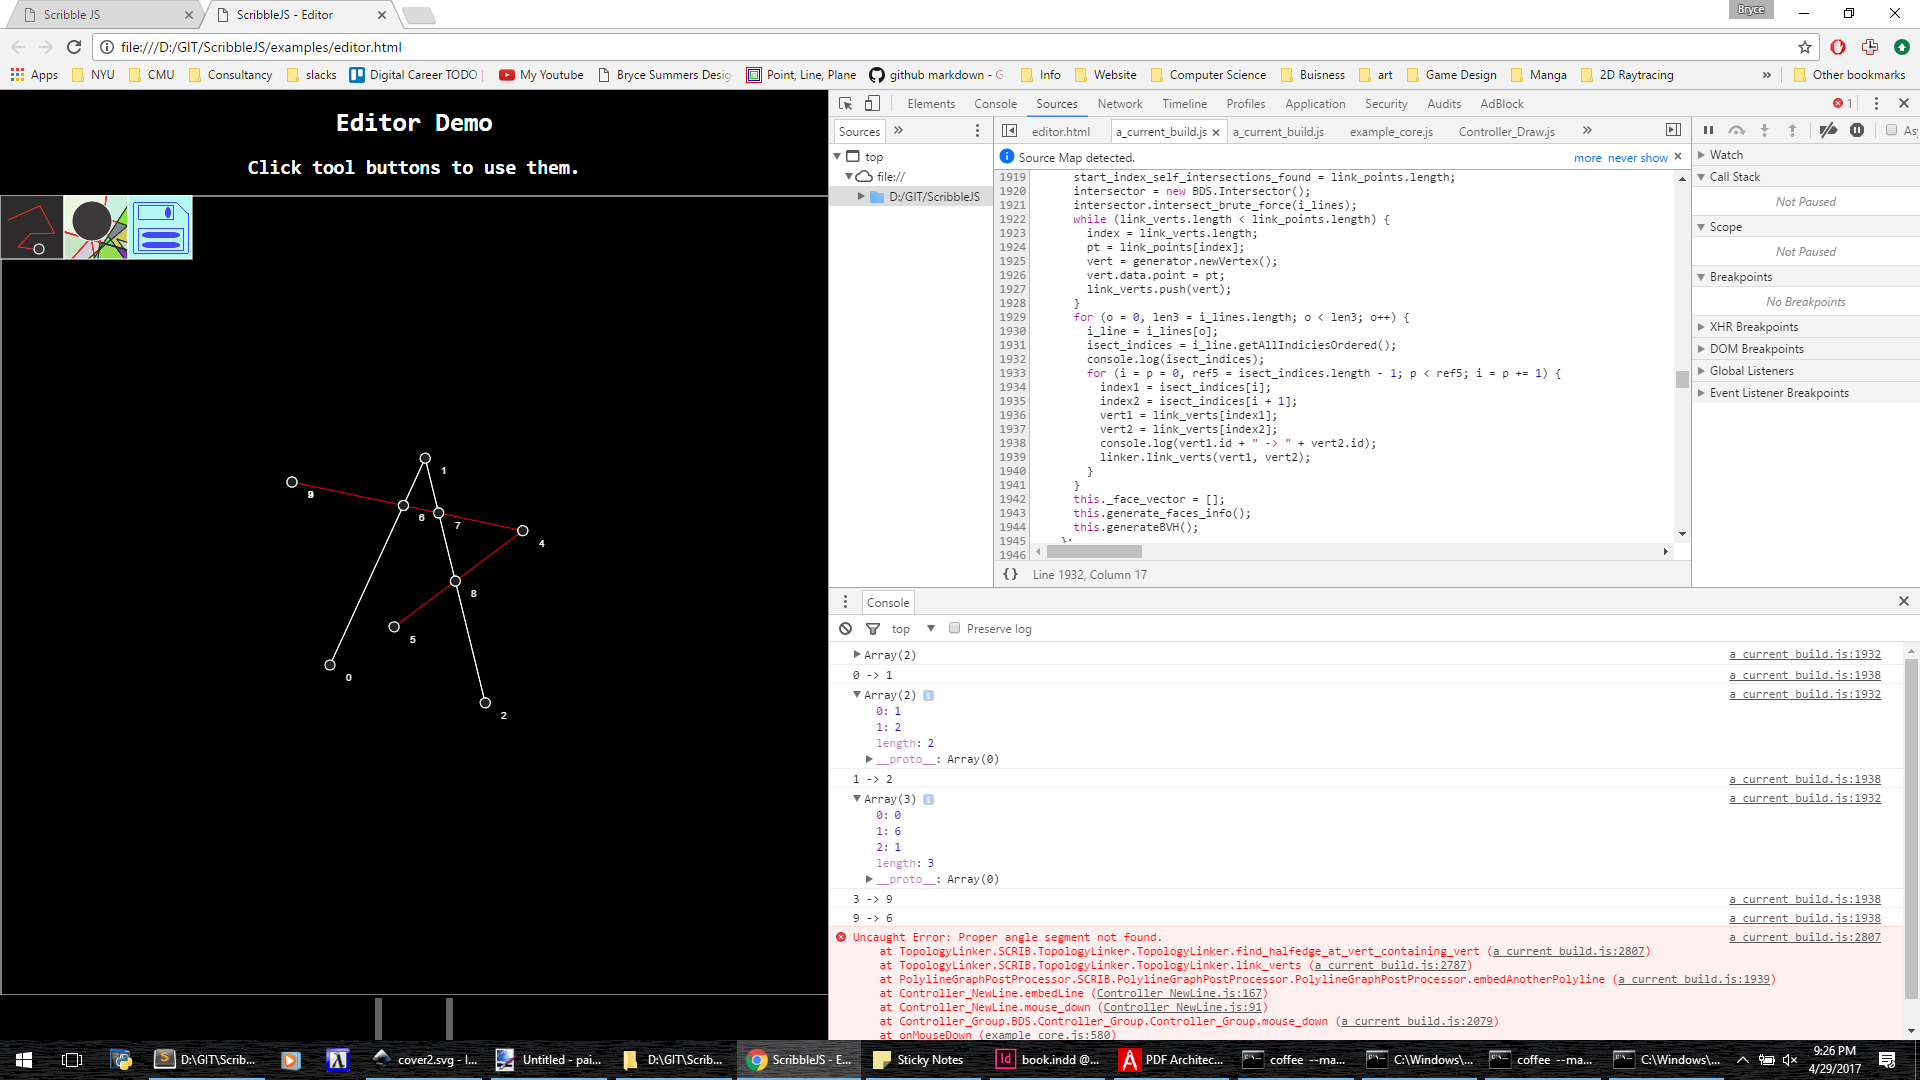 Scribble JS
ScribbleJS - Editor
Bryce
file:///D:/GIT/ScribbleJS/examples/editor.html
Apps NYU CMU Consultancy slacks Digital Career TODO My Youtube Bryce Summers Desig Point, Line, Plane github markdown - G Info Website Computer Science Buisness art Game Design Manga 2D Raytracing » Other bookmarks
Editor Demo
Click tool buttons to use them.
1
9
6
7
4
8
5
0
2
Elements Console Sources Network Timeline Profiles Application Security Audits AdBlock 1
Sources »
editor.html a_current_build.js × a_current_build.js example_core.js Controller_Draw.js »
top
file://
D:/GIT/ScribbleJS
Source Map detected. more never show
1919 start_index_self_intersections_found = link_points.length;
1920 intersector = new BDS.Intersector();
1921 intersector.intersect_brute_force(i_lines);
1922 while (link_verts.length < link_points.length) {
1923 index = link_verts.length;
1924 pt = link_points[index];
1925 vert = generator.newVertex();
1926 vert.data.point = pt;
1927 link_verts.push(vert);
1928 }
1929 for (o = 0, len3 = i_lines.length; o < len3; o++) {
1930 i_line = i_lines[o];
1931 isect_indices = i_line.getAllIndiciesOrdered();
1932 console.log(isect_indices);
1933 for (i = p = 0, ref5 = isect_indices.length - 1; p < ref5; i = p += 1) {
1934 index1 = isect_indices[i];
1935 index2 = isect_indices[i + 1];
1936 vert1 = link_verts[index1];
1937 vert2 = link_verts[index2];
1938 console.log(vert1.id + " -> " + vert2.id);
1939 linker.link_verts(vert1, vert2);
1940 }
1941 }
1942 this._face_vector = [];
1943 this.generate_faces_info();
1944 this.generateBVH();
1945 };
1946
{} Line 1932, Column 17
As
Watch
Call Stack
Not Paused
Scope
Not Paused
Breakpoints
No Breakpoints
XHR Breakpoints
DOM Breakpoints
Global Listeners
Event Listener Breakpoints
Console
top Preserve log
Array(2) a_current_build.js:1932
0 -> 1 a_current_build.js:1938
Array(2) a_current_build.js:1932
0: 1
1: 2
length: 2
__proto__: Array(0)
1 -> 2 a_current_build.js:1938
Array(3) a_current_build.js:1932
0: 0
1: 6
2: 1
length: 3
__proto__: Array(0)
3 -> 9 a_current_build.js:1938
9 -> 6 a_current_build.js:1938
Uncaught Error: Proper angle segment not found. a_current_build.js:2807
at TopologyLinker.SCRIB.TopologyLinker.TopologyLinker.find_halfedge_at_vert_containing_vert (a_current_build.js:2807)
at TopologyLinker.SCRIB.TopologyLinker.TopologyLinker.link_verts (a_current_build.js:2787)
at PolylineGraphPostProcessor.SCRIB.PolylineGraphPostProcessor.PolylineGraphPostProcessor.embedAnotherPolyline (a_current_build.js:1939)
at Controller_NewLine.embedLine (Controller_NewLine.js:167)
at Controller_NewLine.mouse_down (Controller_NewLine.js:91)
at Controller_Group.BDS.Controller_Group.Controller_Group.mouse_down (a_current_build.js:2079)
at onMouseDown (example_core.js:580)
D:\GIT\Scrib... cover2.svg - I... Untitled - pai... D:\GIT\Scrib... ScribbleJS - E... Sticky Notes book.indd @... PDF Architec... coffee --ma... C:\Windows\... coffee --ma... C:\Windows\...
9:26 PM
4/29/2017